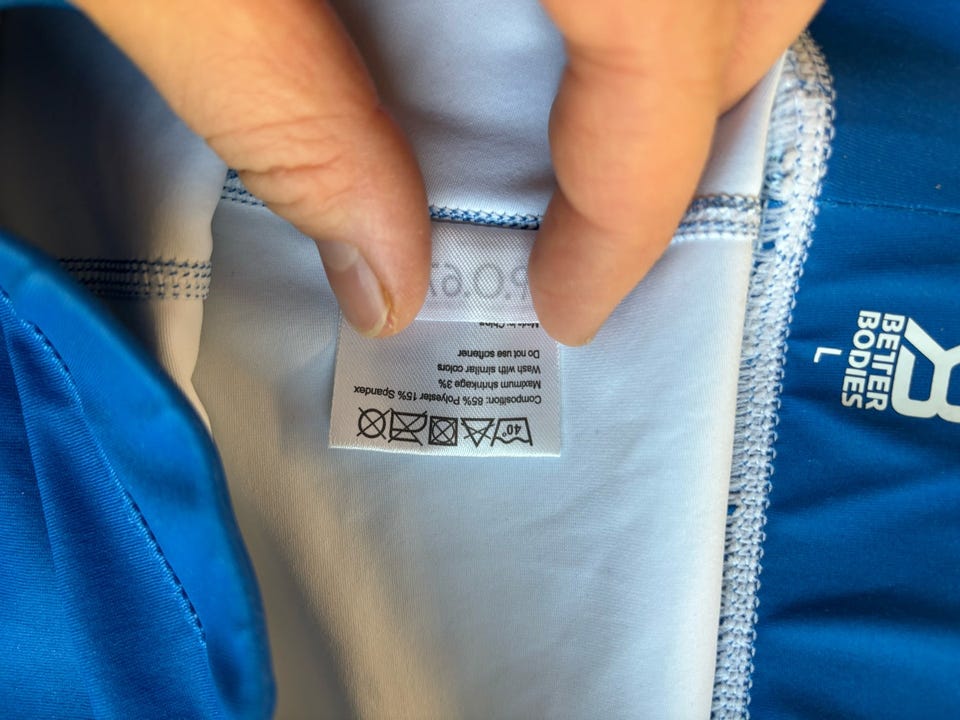 40°
Composition: 85% Polyester 15% Spandex
Maximum shrinkage 3%
Wash with similar colors
Do not use softener
Made in China
BETTER
BODIES
L